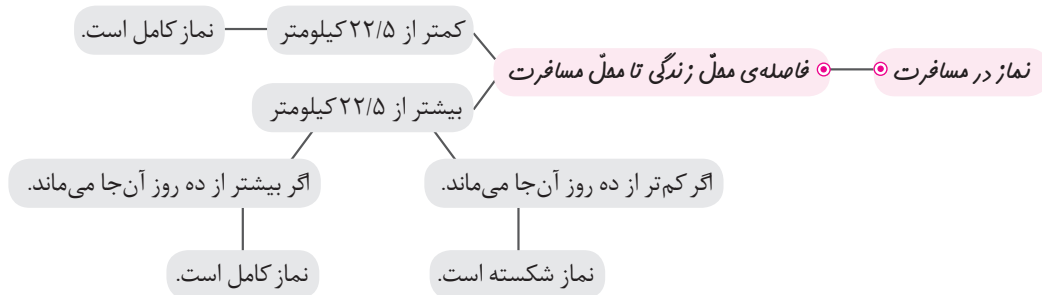 نماز در مسافرت
فاصله‌ی محلّ زندگی تا محلّ مسافرت
کمتر از ۲۲/۵ کیلومتر
نماز کامل است.
بیشتر از ۲۲/۵ کیلومتر
اگر کم‌تر از ده روز آن‌جا می‌ماند.
اگر بیشتر از ده روز آن‌جا می‌ماند.
نماز شکسته است.
نماز کامل است.